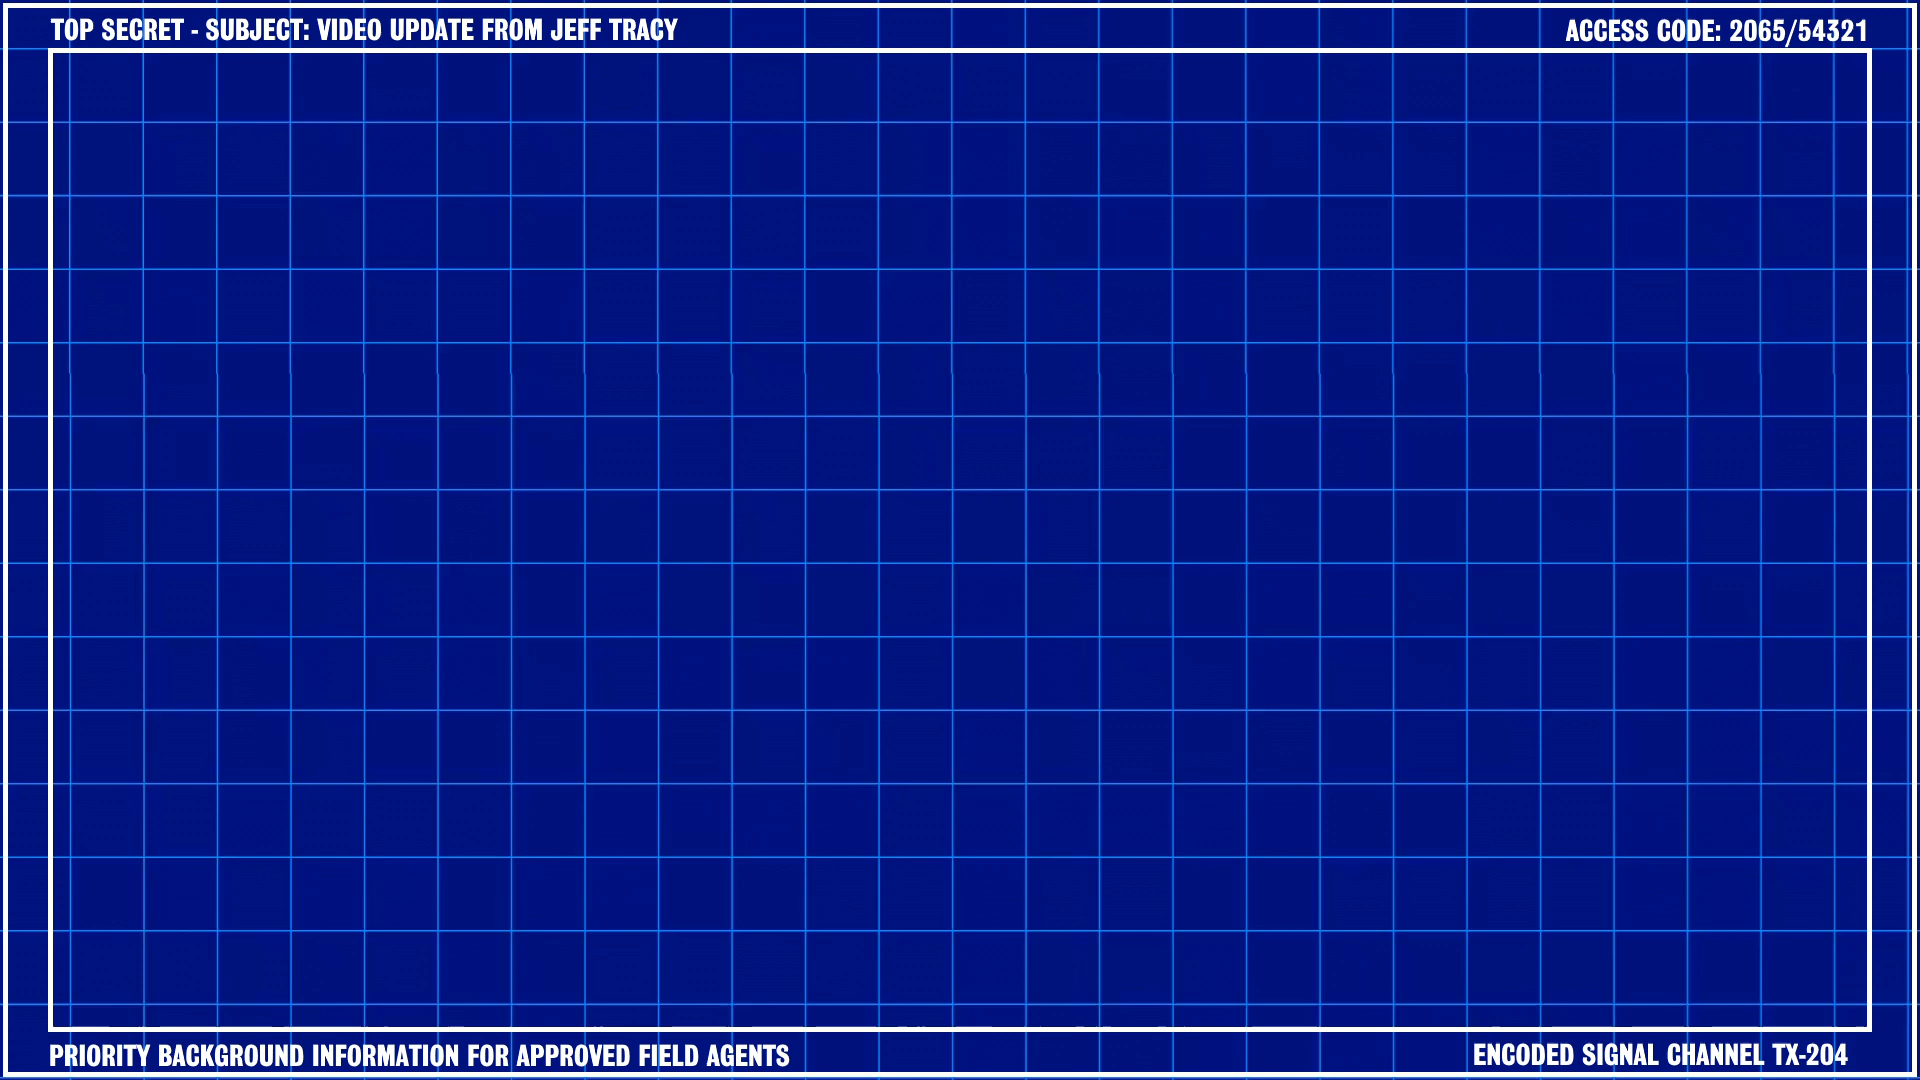 TOP SECRET - SUBJECT: VIDEO UPDATE FROM JEFF TRACY
ACCESS CODE: 2065/54321
PRIORITY BACKGROUND INFORMATION FOR APPROVED FIELD AGENTS
ENCODED SIGNAL CHANNEL TX-204